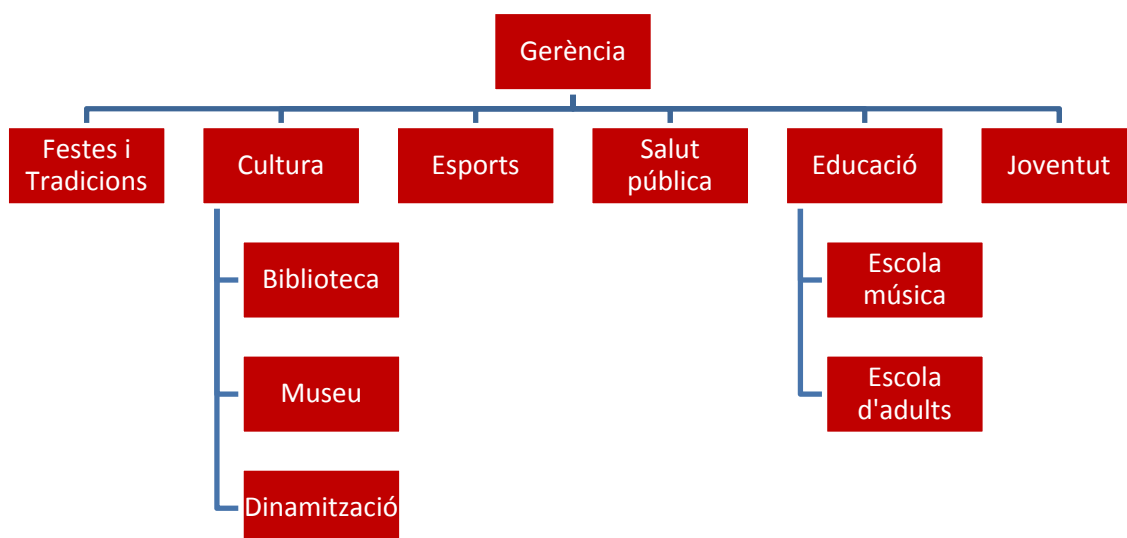 Gerència
Festes i
Tradicions
Cultura
Esports
Salut
pública
Educació
Joventut
Biblioteca
Museu
Dinamització
Escola
música
Escola
d'adults